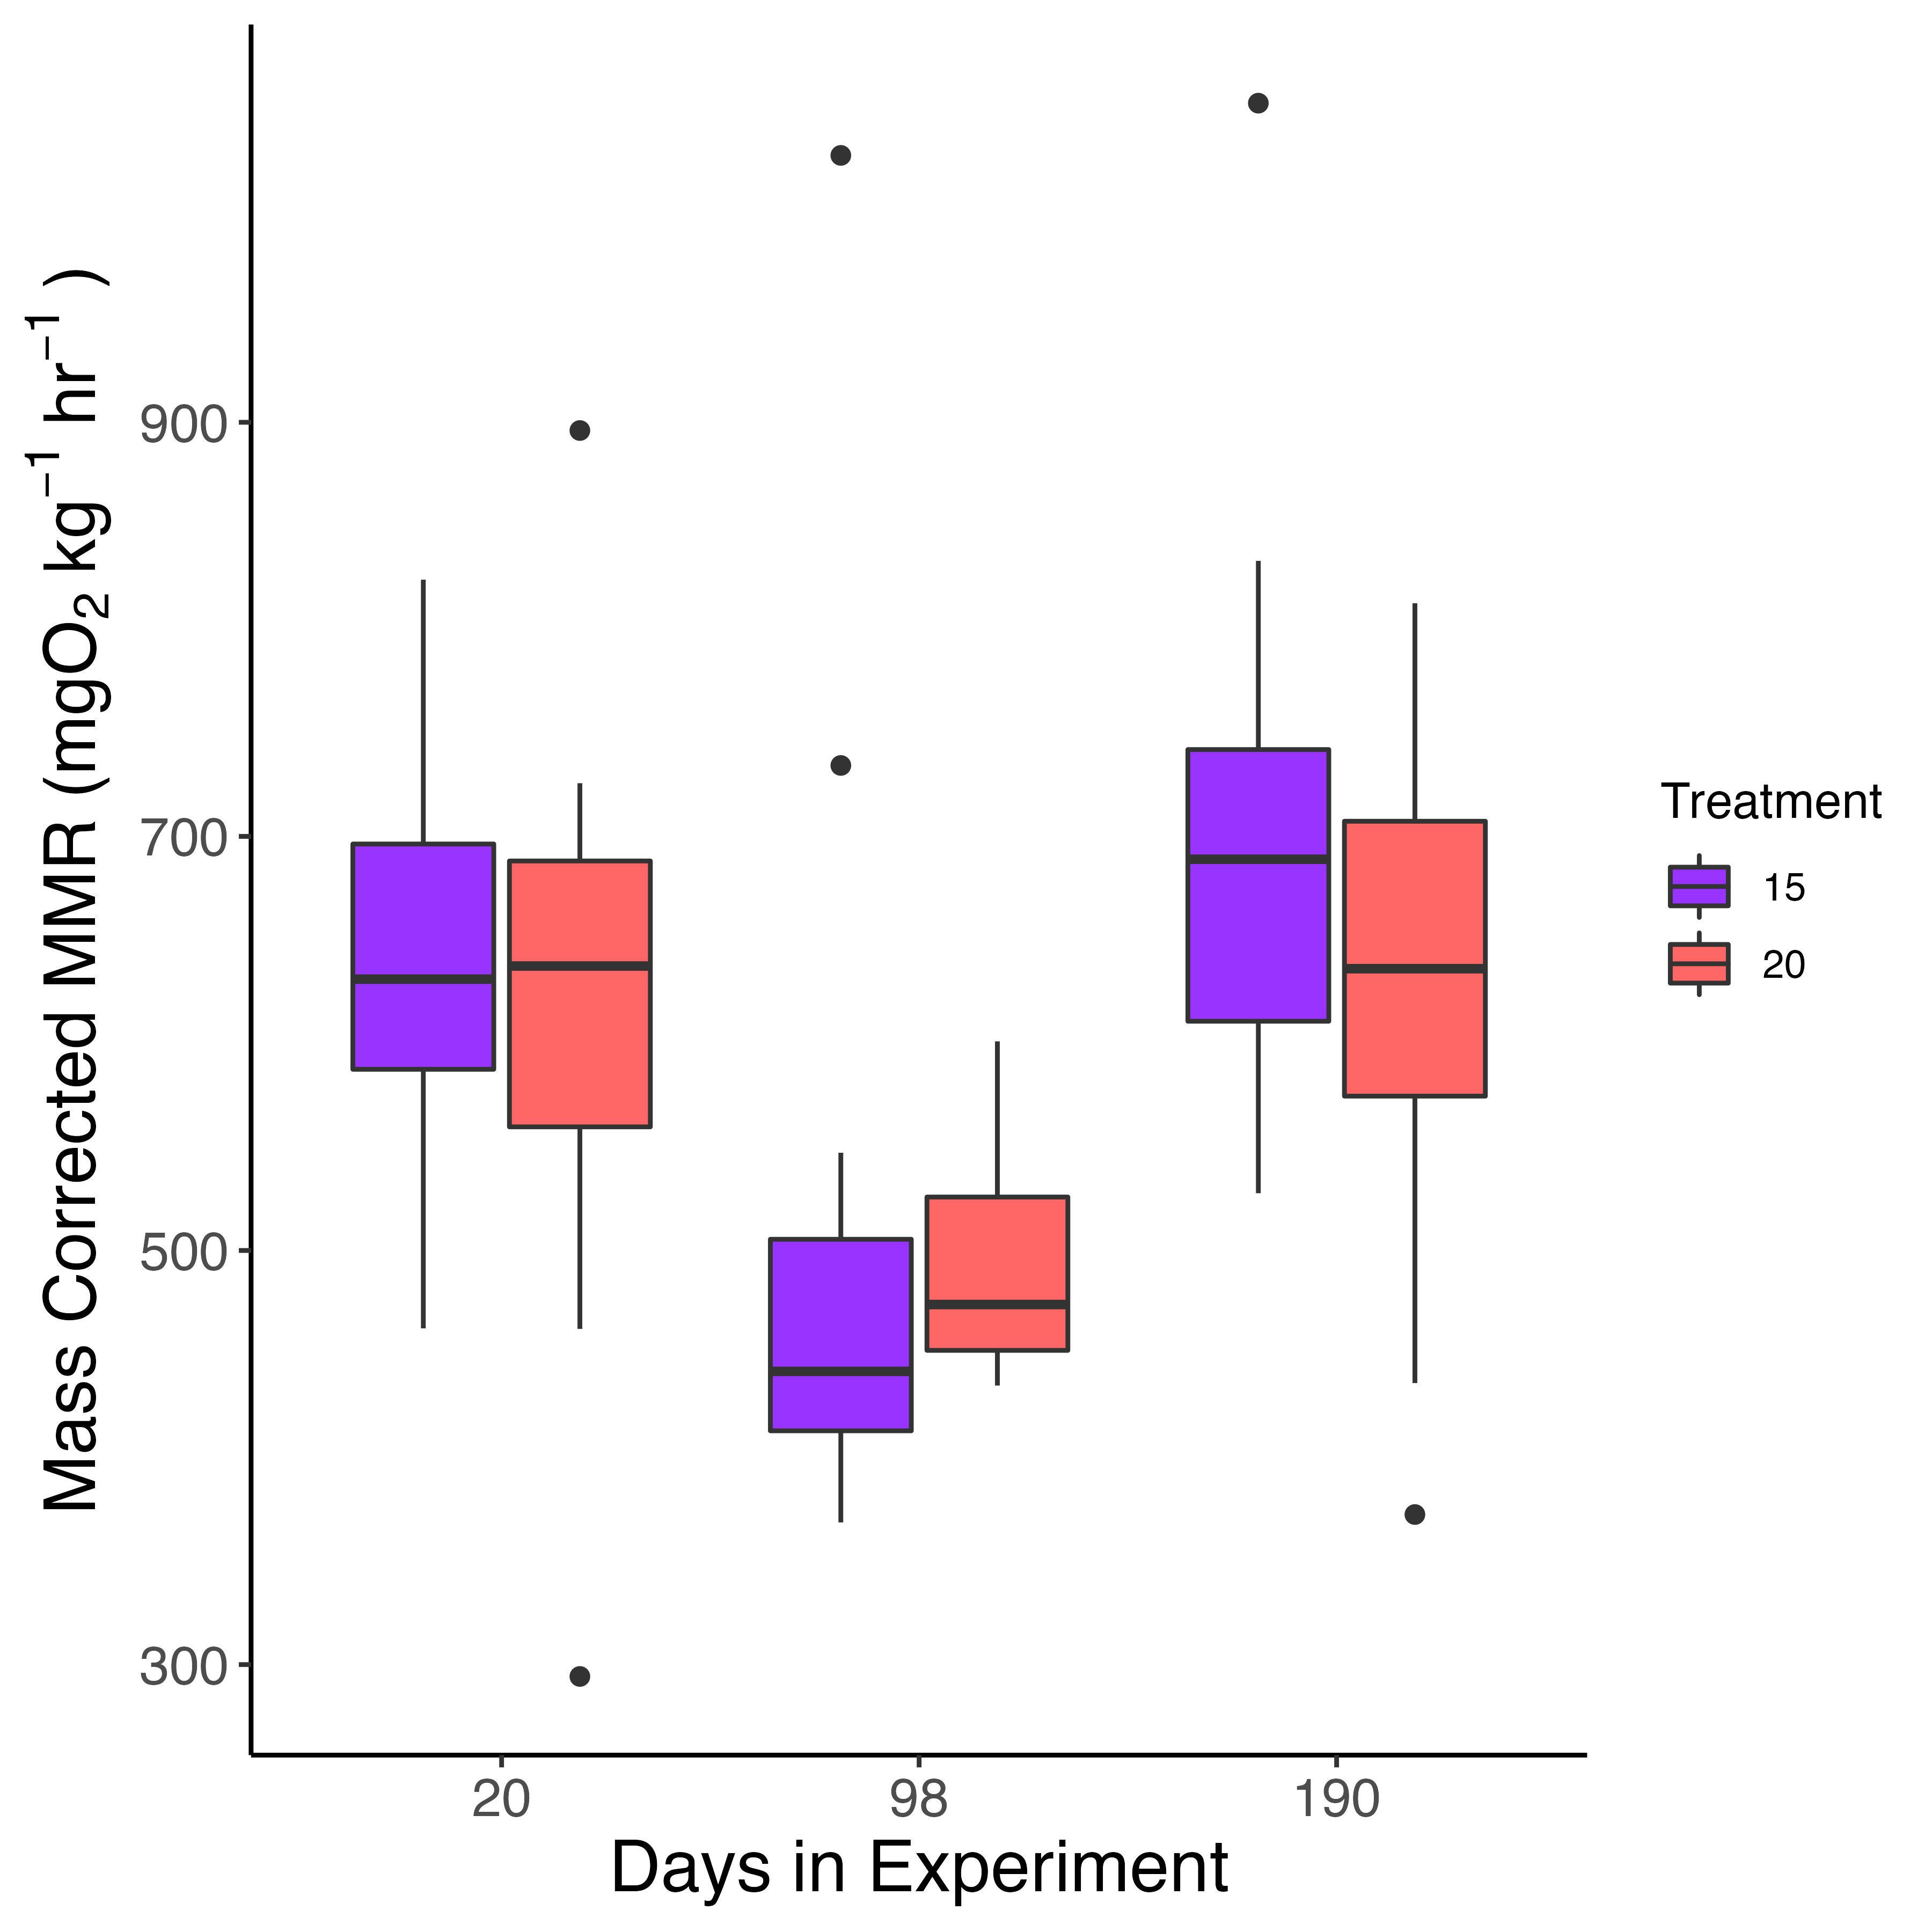 Mass Corrected MMR (mgO₂ kg⁻¹ hr⁻¹ )
900
700
500
300
20 98 190
Days in Experiment
Treatment
15
20